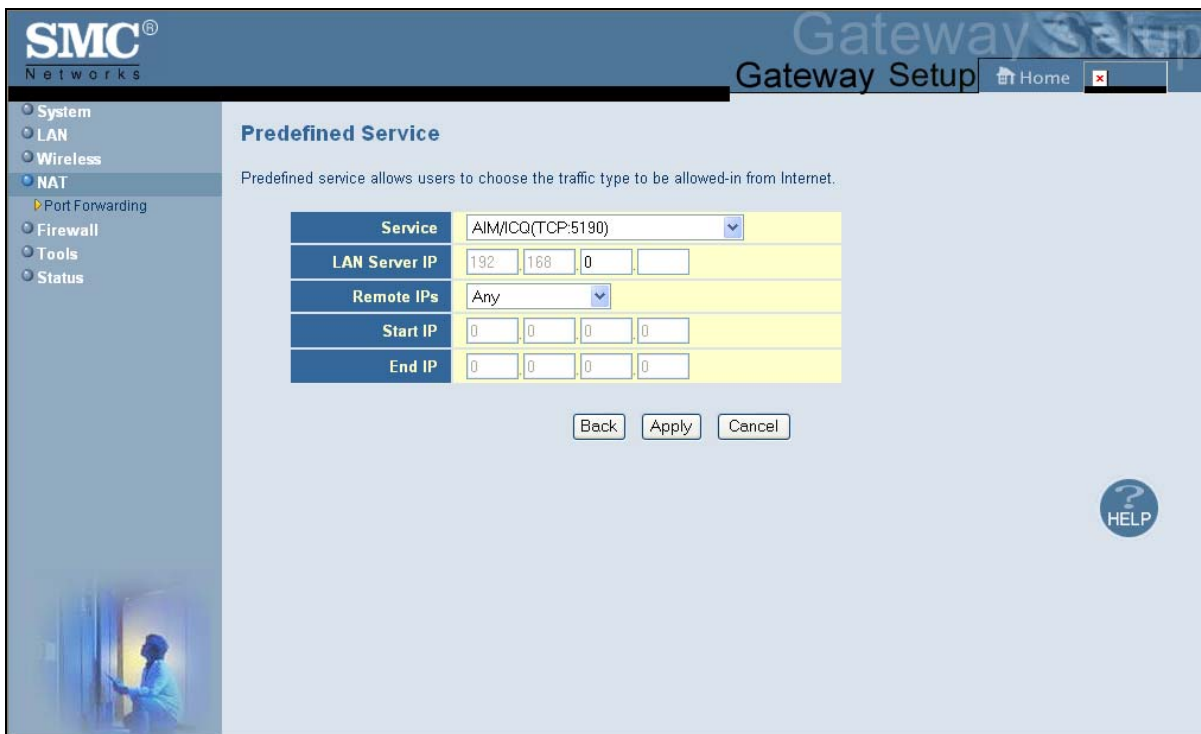 SMC®
Networks
Gateway Setup
Gateway Setup
Home
System
LAN
Wireless
NAT
Port Forwarding
Firewall
Tools
Status
Predefined Service
Predefined service allows users to choose the traffic type to be allowed-in from Internet.
Service AIM/ICQ(TCP:5190)
LAN Server IP 192 .168 .0 .
Remote IPs Any
Start IP 0 .0 .0 .0
End IP 0 .0 .0 .0
Back Apply Cancel
? HELP